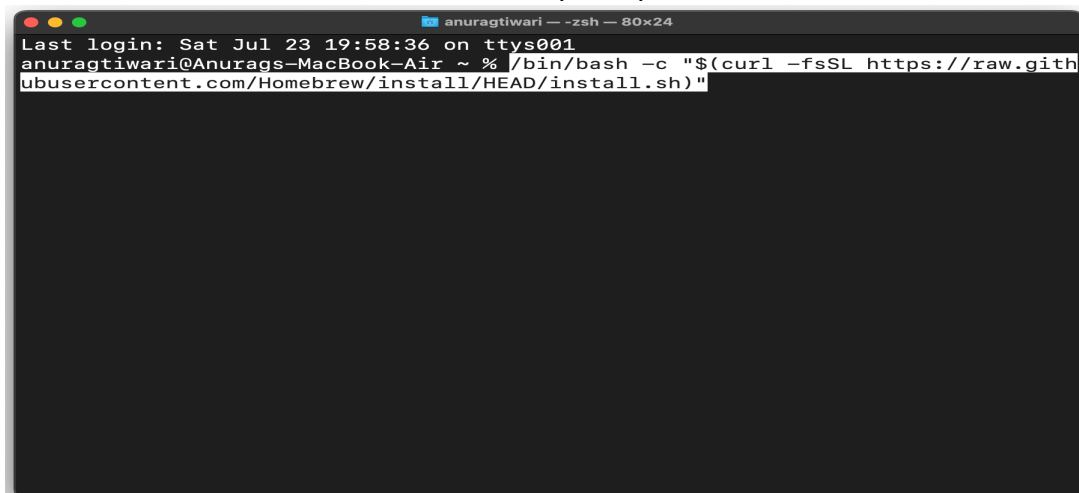 anuragtiwari — -zsh — 80×24
Last login: Sat Jul 23 19:58:36 on ttys001
anuragtiwari@Anurags-MacBook-Air ~ % /bin/bash -c "$(curl -fsSL https://raw.gith
ubusercontent.com/Homebrew/install/HEAD/install.sh)"